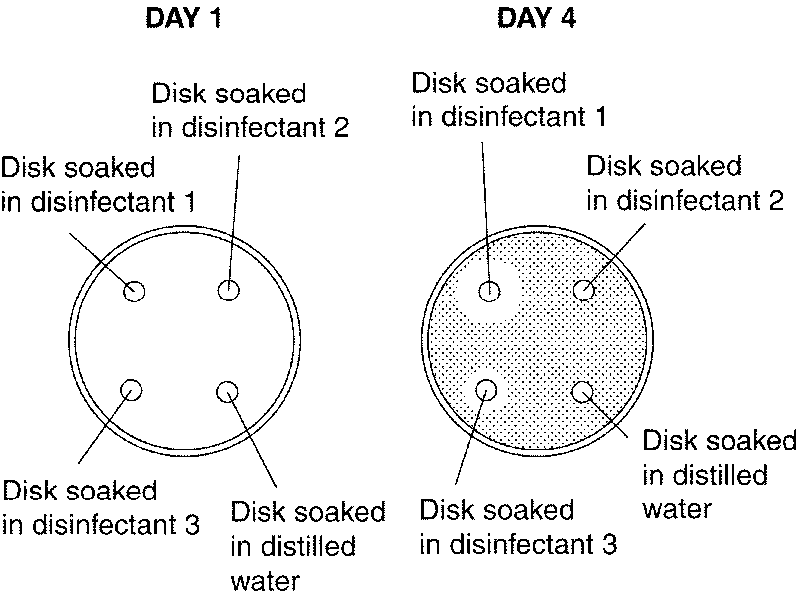 DAY 1
Disk soaked
in disinfectant 2
Disk soaked
in disinfectant 1
Disk soaked
in disinfectant 3
Disk soaked
in distilled
water
DAY 4
Disk soaked
in disinfectant 1
Disk soaked
in disinfectant 2
Disk soaked
in disinfectant 3
Disk soaked
in distilled
water